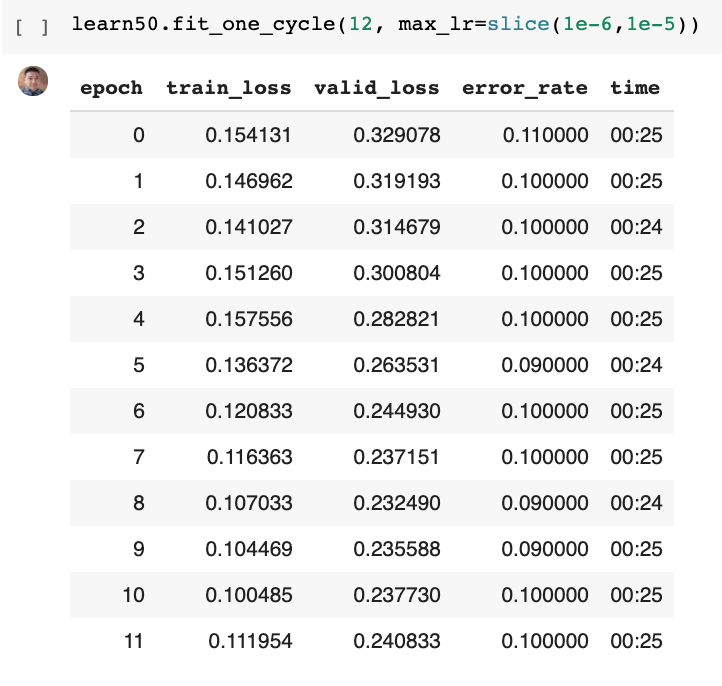 [ ] learn50.fit_one_cycle(12, max_lr=slice(1e-6,1e-5))
epoch train_loss valid_loss error_rate time
0 0.154131 0.329078 0.110000 00:25
1 0.146962 0.319193 0.100000 00:25
2 0.141027 0.314679 0.100000 00:24
3 0.151260 0.300804 0.100000 00:25
4 0.157556 0.282821 0.100000 00:25
5 0.136372 0.263531 0.090000 00:24
6 0.120833 0.244930 0.100000 00:25
7 0.116363 0.237151 0.100000 00:25
8 0.107033 0.232490 0.090000 00:24
9 0.104469 0.235588 0.090000 00:25
10 0.100485 0.237730 0.100000 00:25
11 0.111954 0.240833 0.100000 00:25